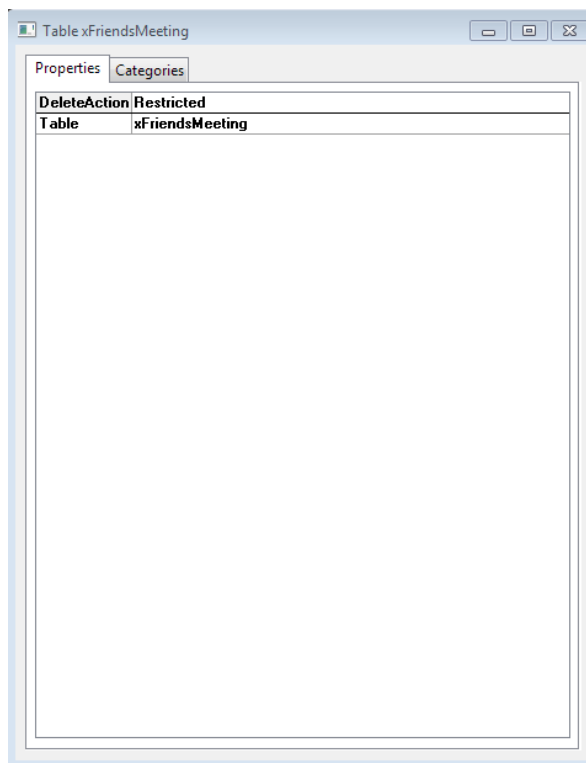 Table xFriendsMeeting
Properties Categories
DeleteAction Restricted
Table xFriendsMeeting